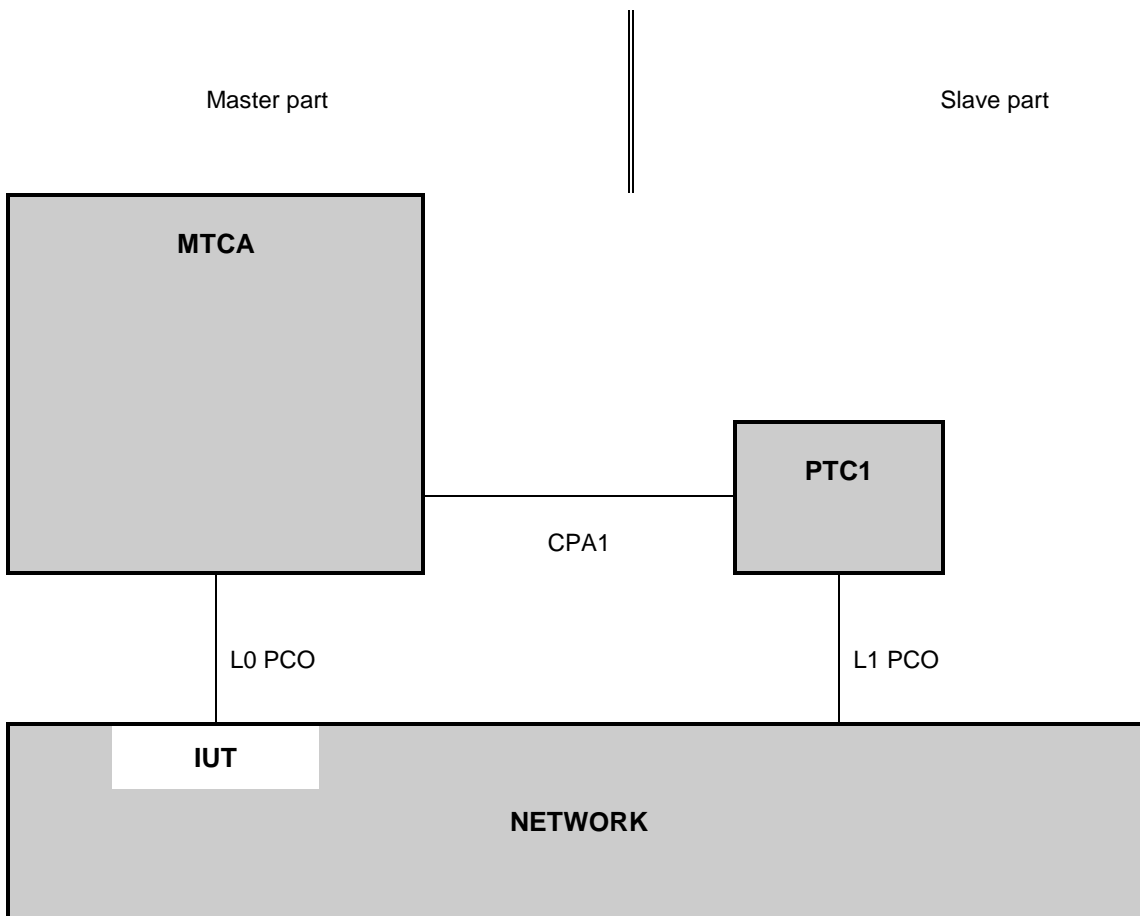 Master part
Slave part
MTCA
PTC1
CPA1
L0 PCO
L1 PCO
IUT
NETWORK